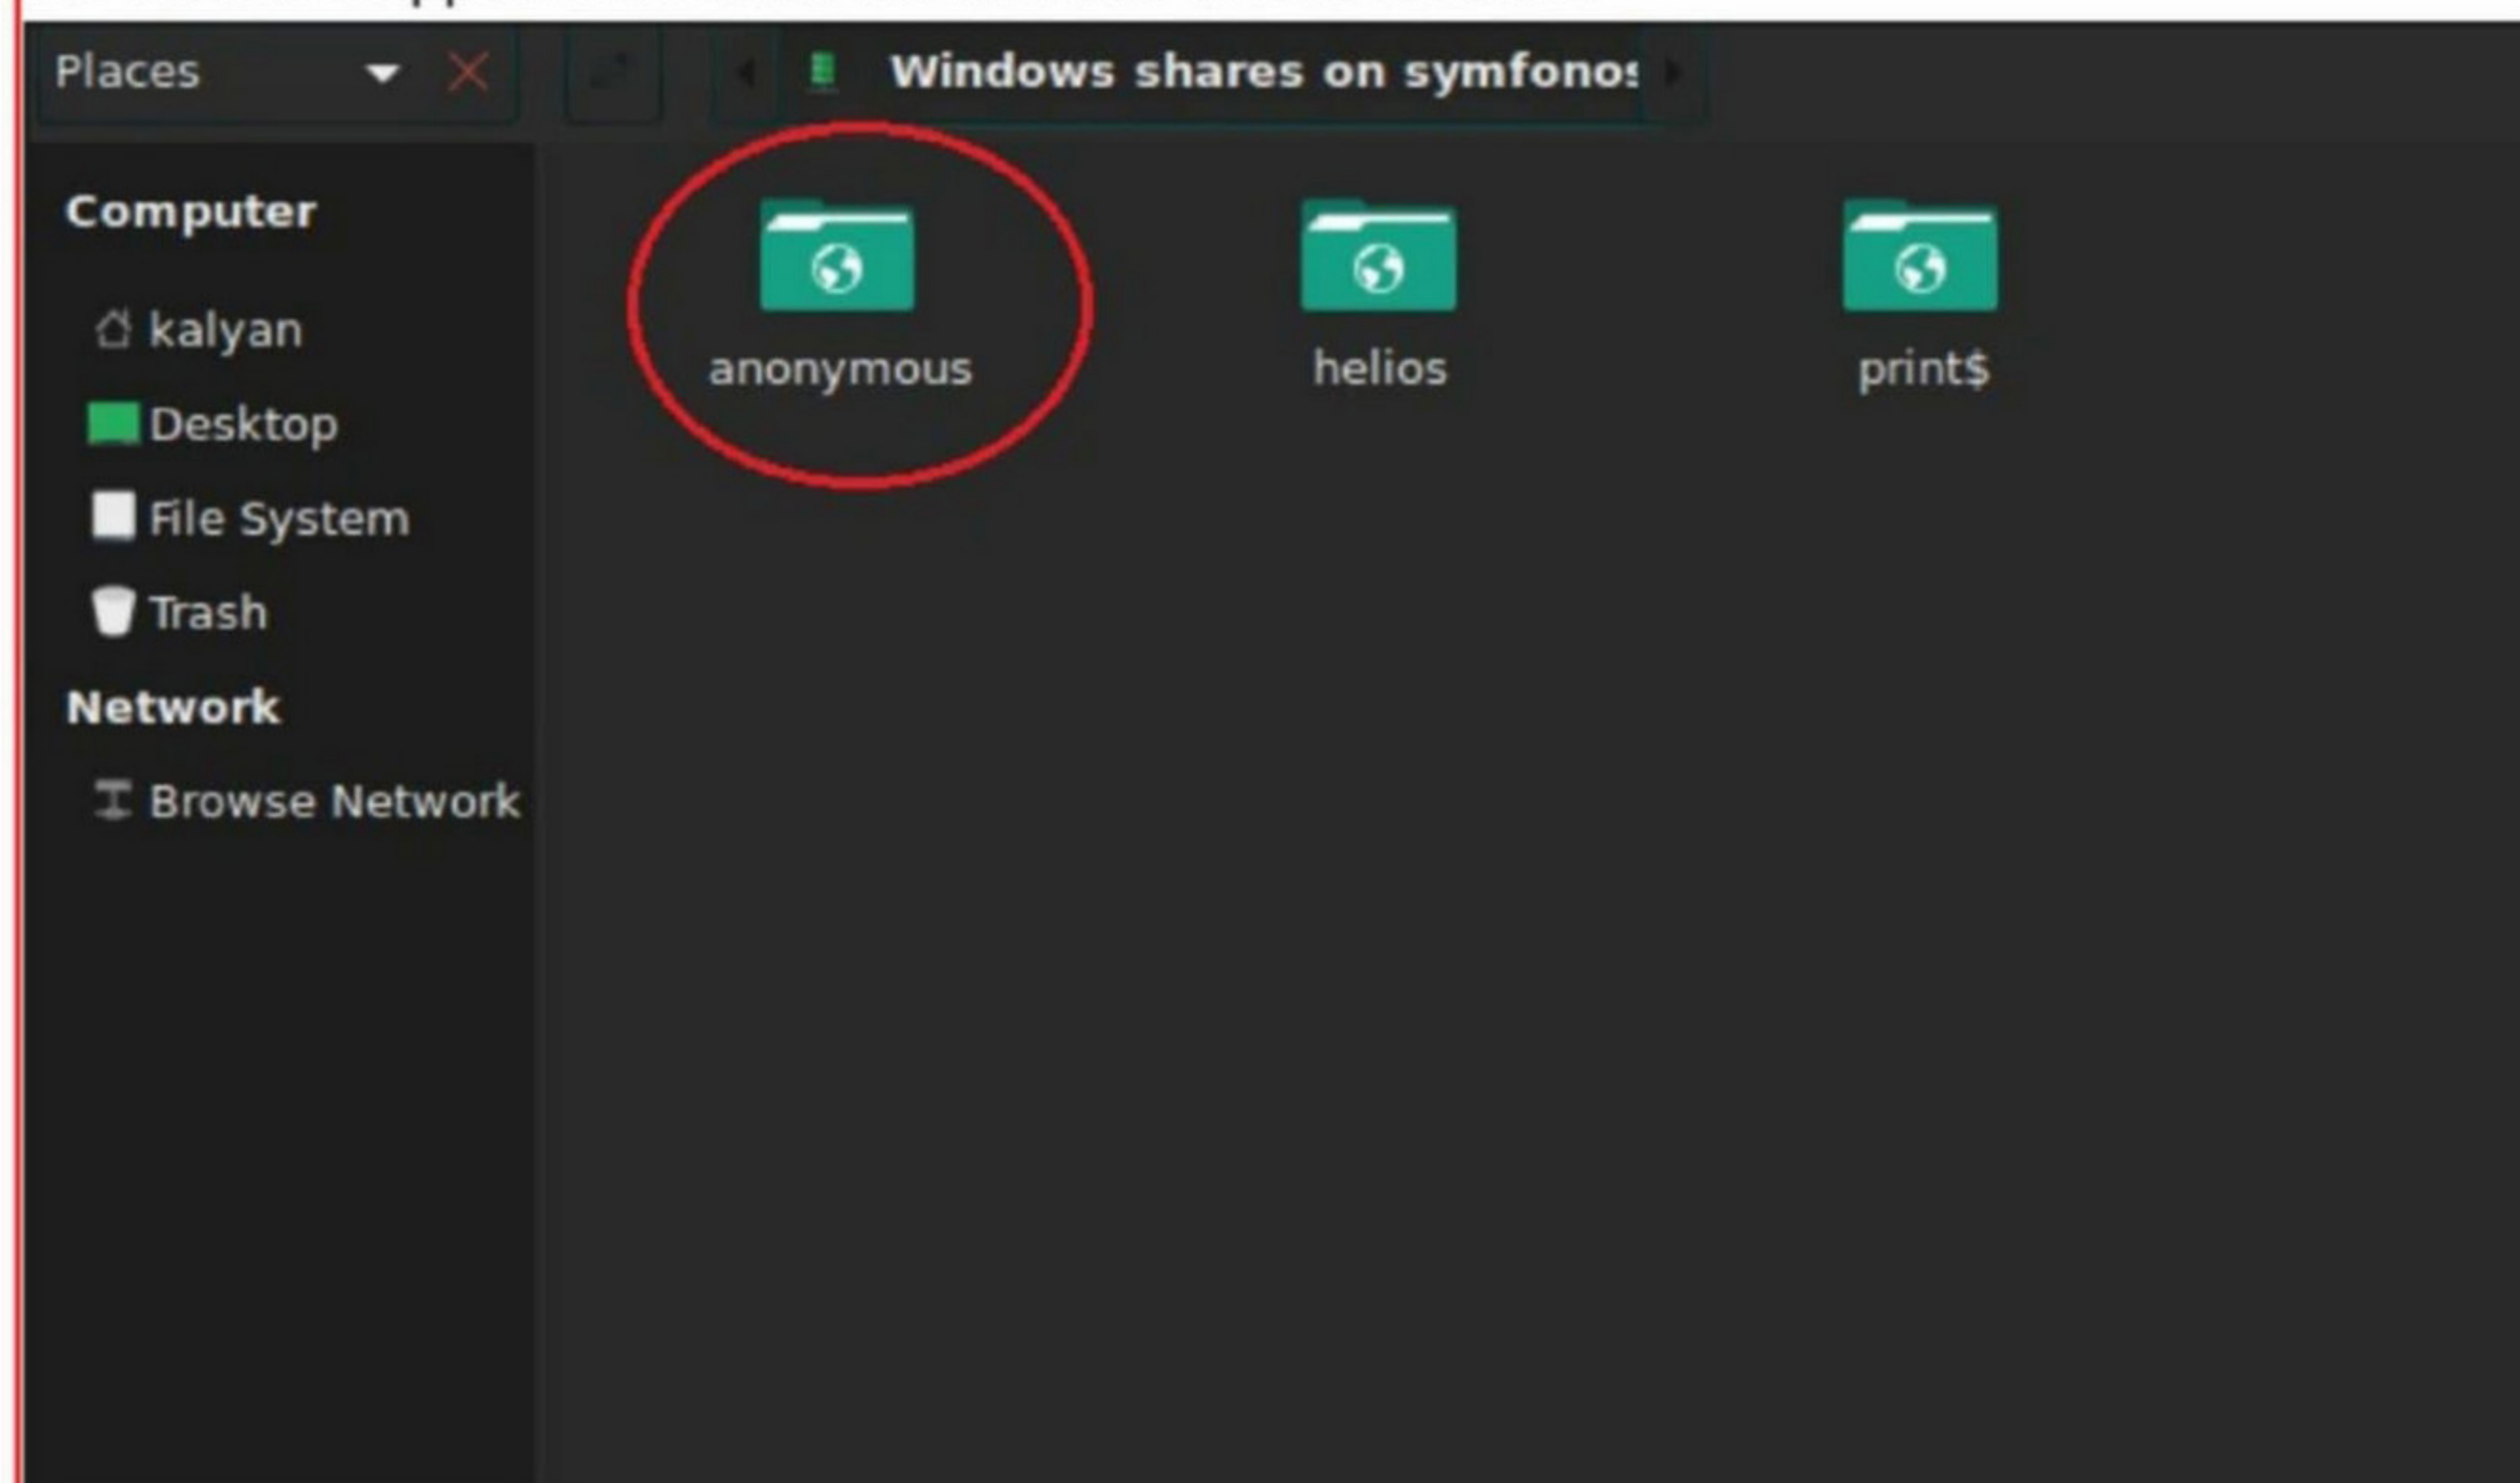 Places
Windows shares on symfonos
Computer
anonymous
helios
print$
kalyan
Desktop
File System
Trash
Network
Browse Network